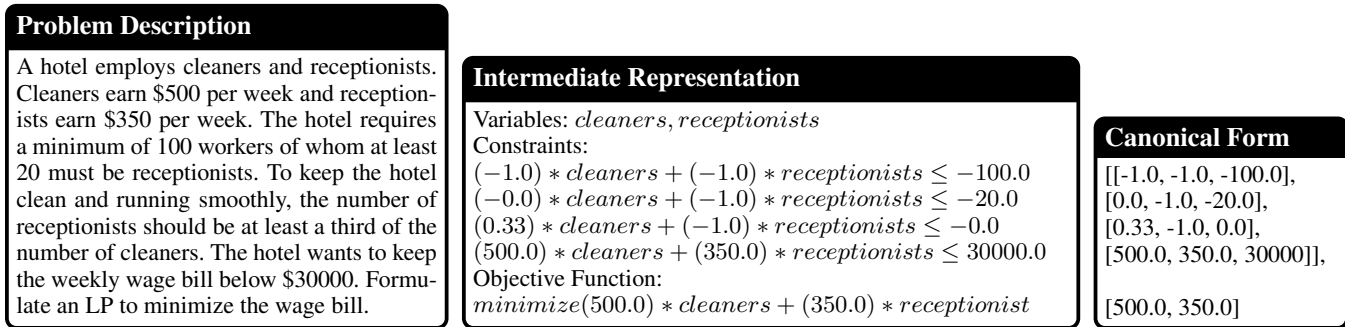 Problem Description
A hotel employs cleaners and receptionists.
Cleaners earn $500 per week and reception-
ists earn $350 per week. The hotel requires
a minimum of 100 workers of whom at least
20 must be receptionists. To keep the hotel
clean and running smoothly, the number of
receptionists should be at least a third of the
number of cleaners. The hotel wants to keep
the weekly wage bill below $30000. Formu-
late an LP to minimize the wage bill.
Intermediate Representation
Variables: cleaners, receptionists
Constraints:
(−1.0) ∗ cleaners + (−1.0) ∗ receptionists ≤ −100.0
(−0.0) ∗ cleaners + (−1.0) ∗ receptionists ≤ −20.0
(0.33) ∗ cleaners + (−1.0) ∗ receptionists ≤ −0.0
(500.0) ∗ cleaners + (350.0) ∗ receptionists ≤ 30000.0
Objective Function:
minimize(500.0) ∗ cleaners + (350.0) ∗ receptionist
Canonical Form
[[-1.0, -1.0, -100.0],
[0.0, -1.0, -20.0],
[0.33, -1.0, 0.0],
[500.0, 350.0, 30000]],
[500.0, 350.0]